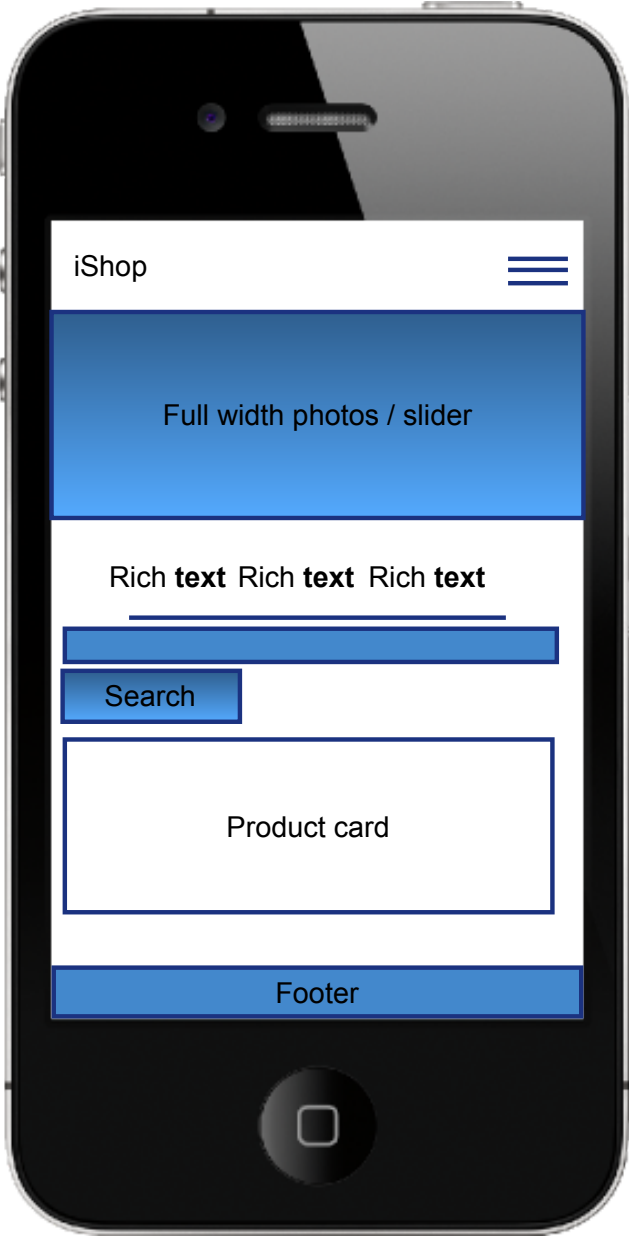 iShop
Full width photos / slider
Rich text Rich text Rich text
Search
Product card
Footer